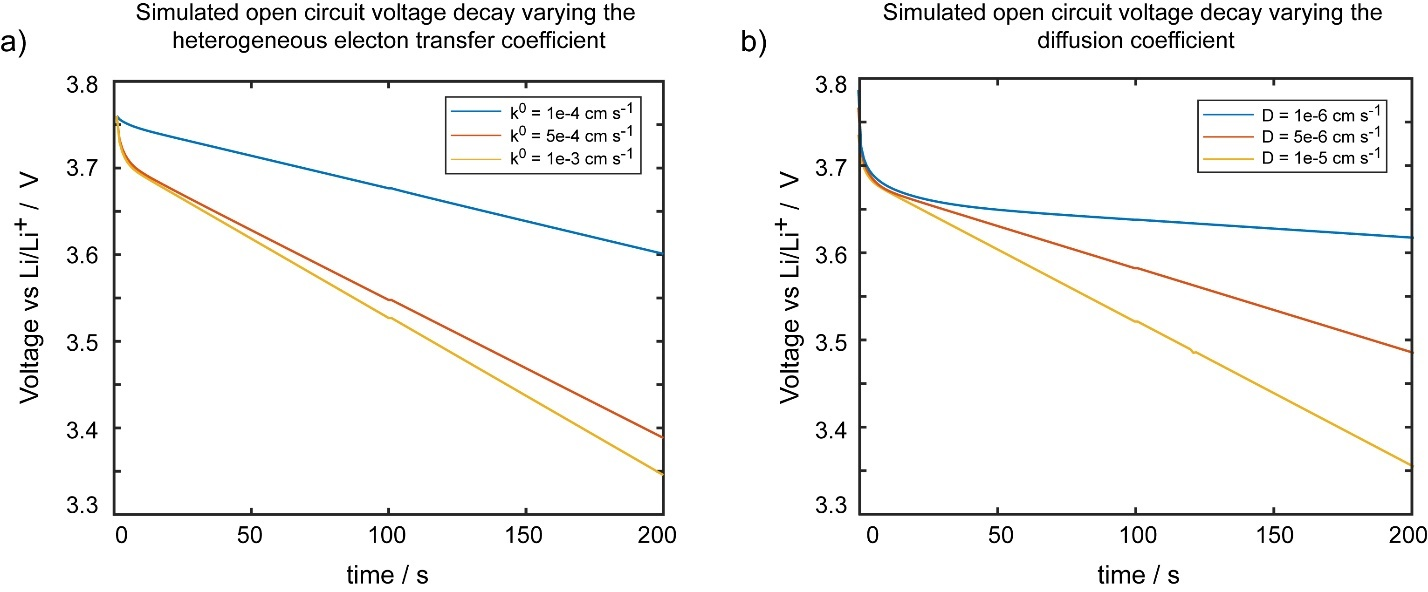 Simulated open circuit voltage decay varying the
heterogeneous electon transfer coefficient
a)
3.8
3.7
3.6
3.5
3.4
3.3
Voltage vs Li/Li⁺ / V
k⁰ = 1e-4 cm s⁻¹
k⁰ = 5e-4 cm s⁻¹
k⁰ = 1e-3 cm s⁻¹
0 50 100 150 200
time / s
Simulated open circuit voltage decay varying the
diffusion coefficient
b)
3.8
3.7
3.6
3.5
3.4
3.3
Voltage vs Li/Li⁺ / V
D = 1e-6 cm s⁻¹
D = 5e-6 cm s⁻¹
D = 1e-5 cm s⁻¹
0 50 100 150 200
time / s